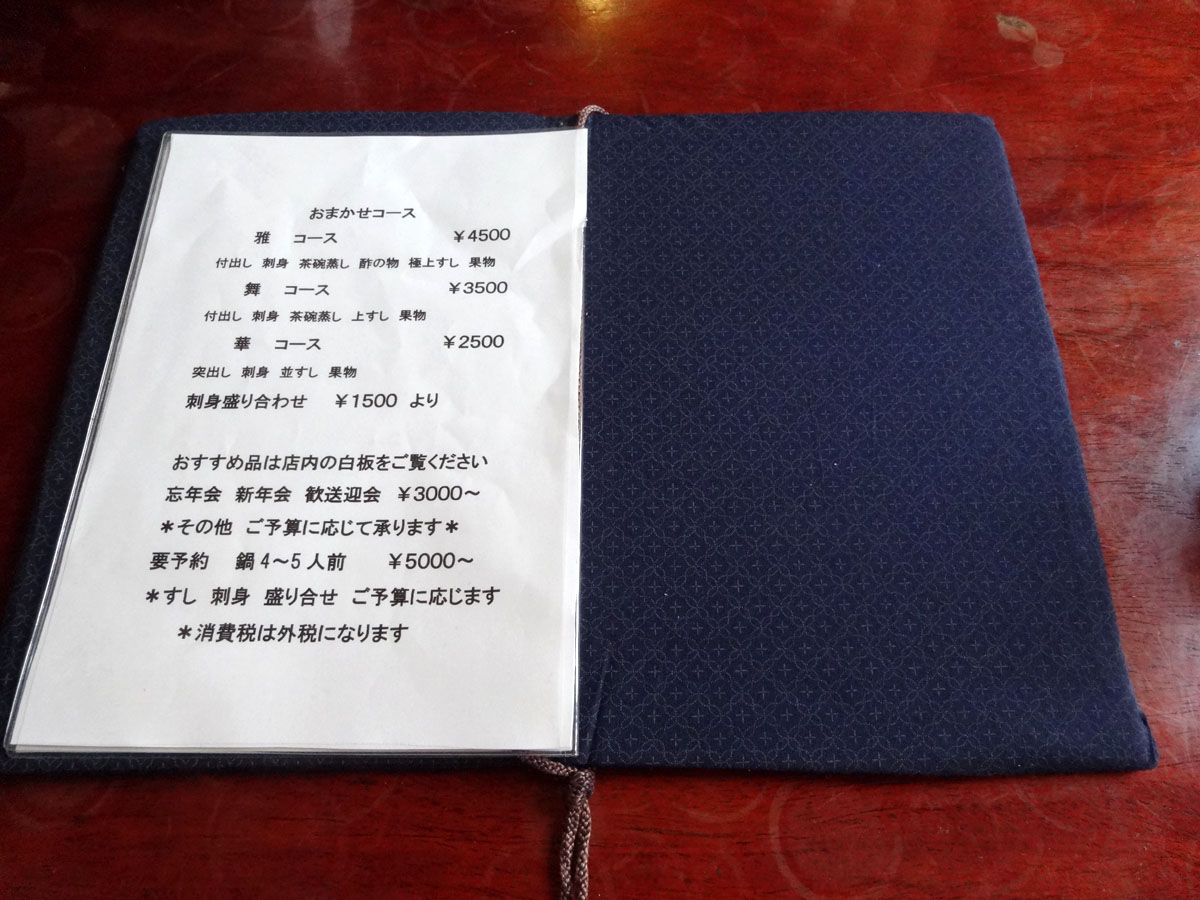 おまかせコース
雅 コース ￥4500
付出し 刺身 茶碗蒸し 酢の物 極上すし 果物
舞 コース ￥3500
付出し 刺身 茶碗蒸し 上すし 果物
華 コース ￥2500
突出し 刺身 並すし 果物
刺身盛り合わせ ￥1500 より
おすすめ品は店内の白板をご覧ください
忘年会 新年会 歓送迎会 ￥3000～
＊その他 ご予算に応じて承ります＊
要予約 鍋４～５人前 ￥5000～
＊すし 刺身 盛り合せ ご予算に応じます
＊消費税は外税になります